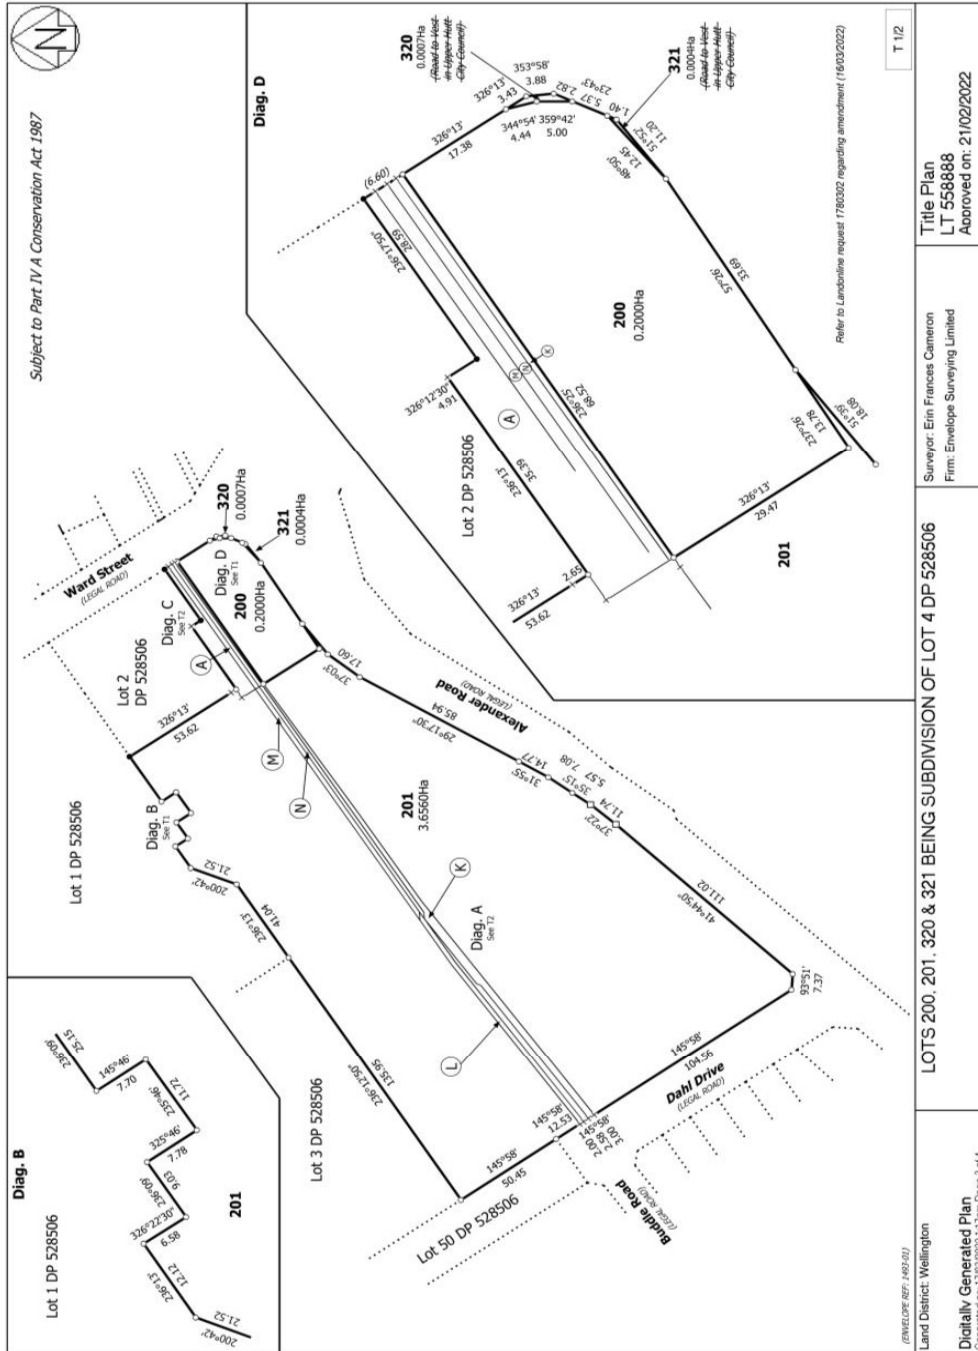 N
Subject to Part IV A Conservation Act 1987
Diag. B
Lot 1 DP 528506
236°09'
25.15
145°46'
7.70
235°46'
11.72
325°46'
7.78
236°09'
9.03
326°22'30"
6.58
236°13'
12.12
200°42'
21.52
201
Lot 1 DP 528506
Lot 2
DP 528506
Lot 3 DP 528506
Lot 50 DP 528506
Ward Street
(LEGAL ROAD)
Diag. C
See T2
Diag. D
See T1
Diag. B
See T1
Diag. A
See T2
320
0.0007Ha
321
0.0004Ha
200
0.2000Ha
201
3.6560Ha
A
M
N
K
L
326°13'
53.62
200°42'
21.52
236°13'
41.04
236°12'50"
135.95
145°58'
50.45
145°58'
12.53
145°58'
2.00
2.58
3.00
145°58'
104.56
93°51'
7.37
41°44'50"
111.02
37°22'
11.74
5.57
35°15'
7.08
31°55'
14.77
29°17'30"
85.94
37°03'
17.60
Alexander Road
(LEGAL ROAD)
Dahl Drive
(LEGAL ROAD)
Buddle Road
(LEGAL ROAD)
Diag. D
320
0.0007Ha
(Road to Vest
in Upper Hutt
City Council)
321
0.0004Ha
(Road to Vest
in Upper Hutt
City Council)
326°13'
3.43
353°58'
3.88
2.82
344°54'
4.44
359°42'
5.00
23°43'
5.37
1.40
51°52'
11.20
48°50'
12.45
326°13'
17.38
(6.60)
236°17'50"
28.59
326°12'30"
4.91
236°13'
35.39
2.65
326°13'
53.62
236°25'
68.52
A
M
N
K
Lot 2 DP 528506
200
0.2000Ha
57°26'
33.69
237°26'
13.78
51°39'
18.08
326°13'
29.47
201
Refer to Landonline request 1780302 regarding amendment (16/03/2022)
T 1/2
(ENVELOPE REF: 1493-01)
Land District: Wellington
Digitally Generated Plan
LOTS 200, 201, 320 & 321 BEING SUBDIVISION OF LOT 4 DP 528506
Surveyor: Erin Frances Cameron
Firm: Envelope Surveying Limited
Title Plan
LT 558888
Approved on: 21/02/2022